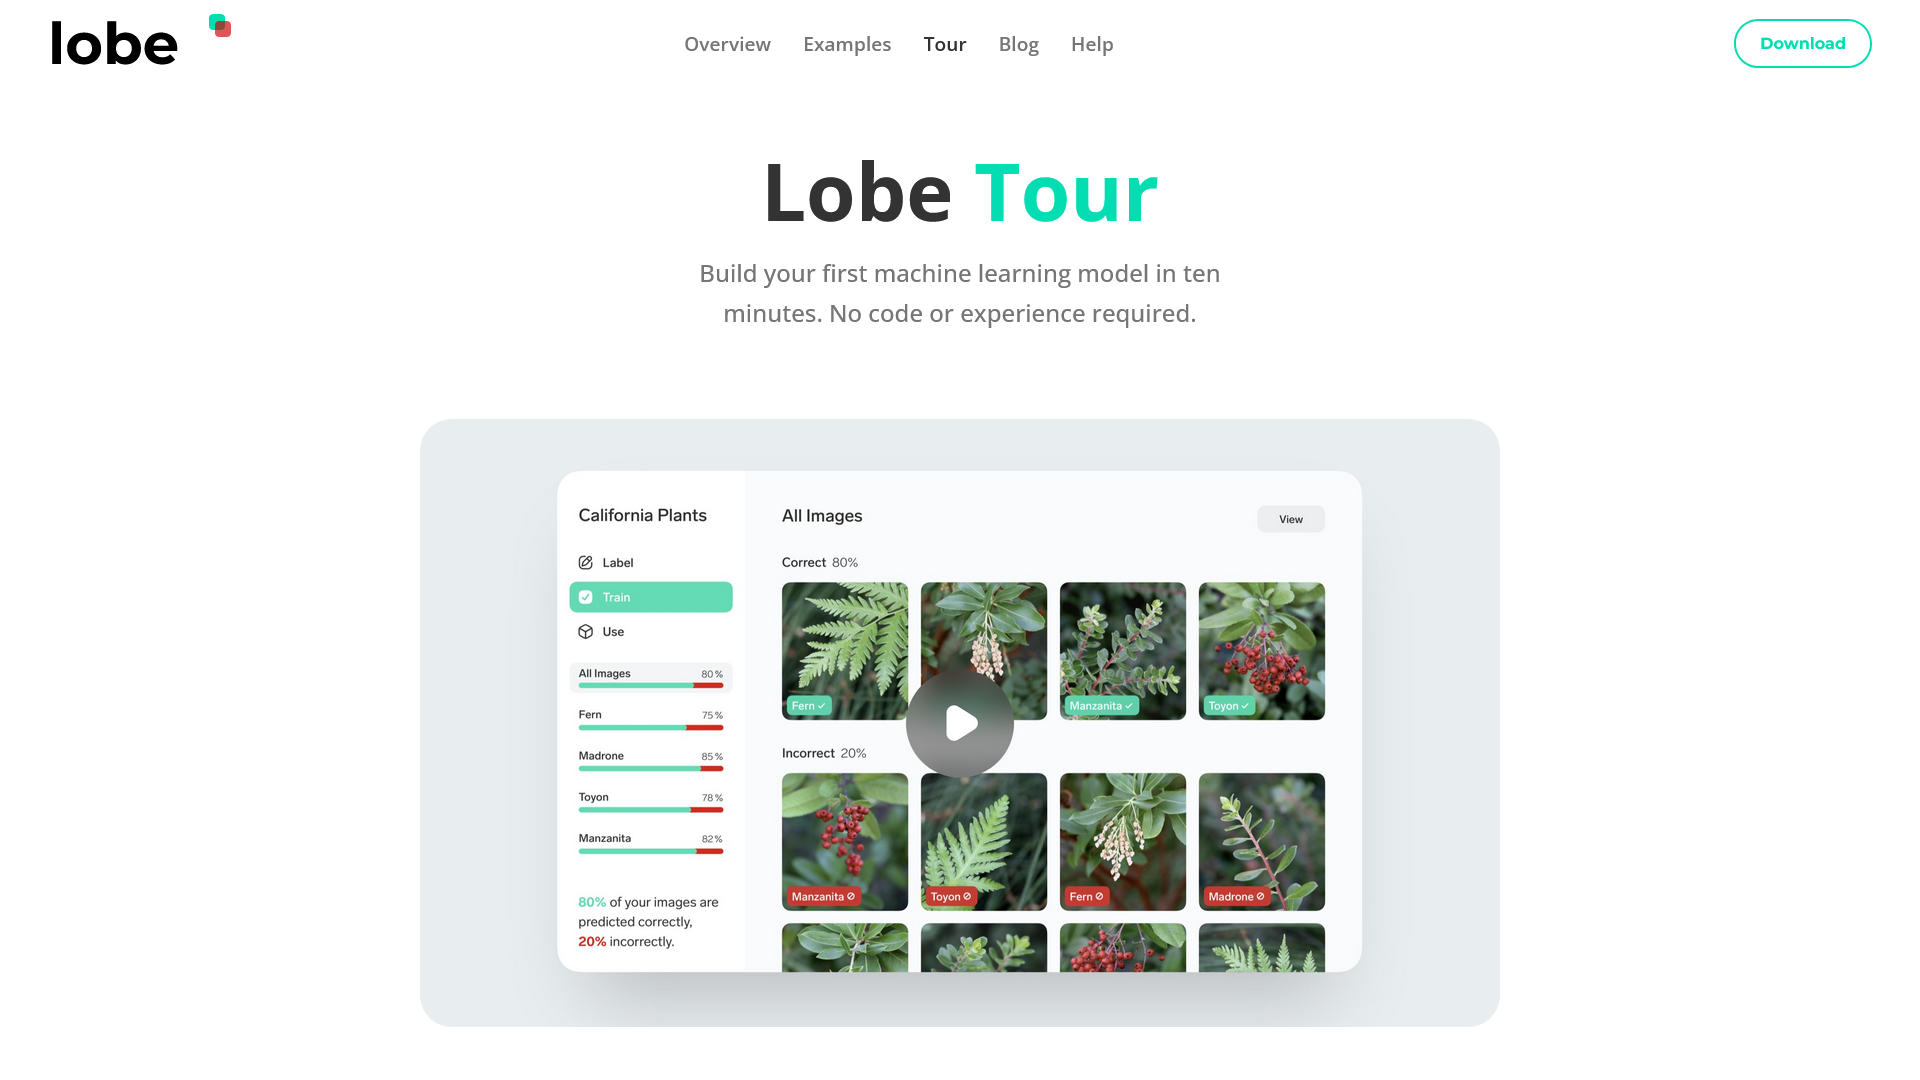 lobe
Overview
Examples
Tour
Blog
Help
Download
Lobe Tour
Build your first machine learning model in ten
minutes. No code or experience required.
California Plants
Label
Train
Use
All Images 80%
Fern 75%
Madrone 85%
Toyon 78%
Manzanita 82%
80% of your images are
predicted correctly,
20% incorrectly.
All Images
View
Correct 80%
Fern
Manzanita
Toyon
Incorrect 20%
Manzanita
Toyon
Fern
Madrone